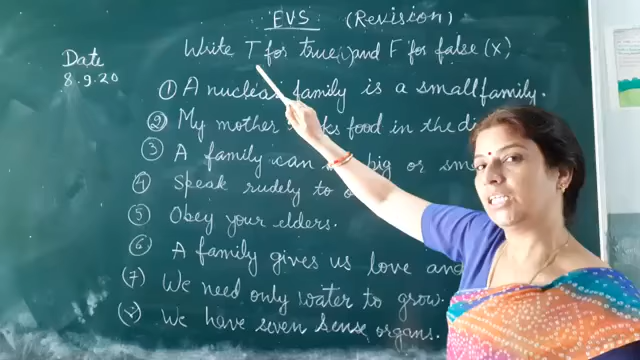 EVS (Revision)
Date
8.9.20
Write T for true(✓) and F for false (x)
① A nuclear family is a small family.
② My mother food in the
③ A family can big or
④ Speak rudely to
⑤ Obey your elders.
⑥ A family gives us love and
(7) We need only water to grow.
We have seven sense organs.